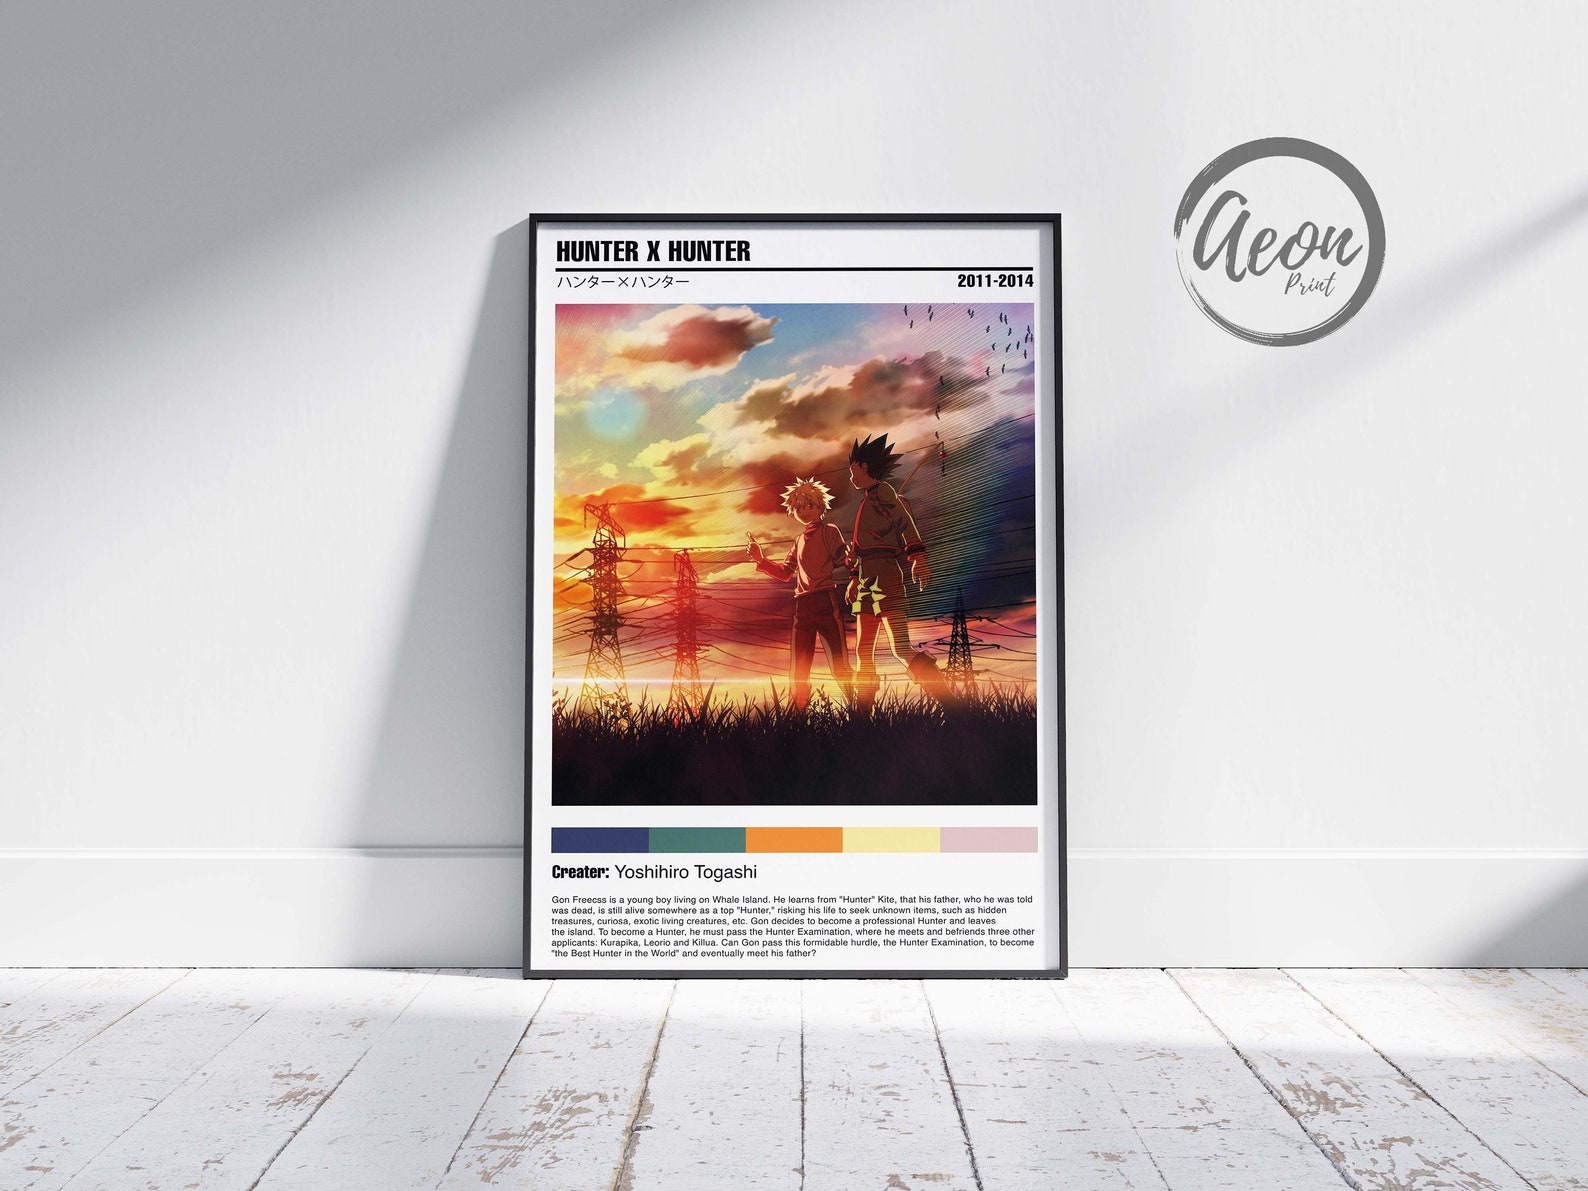 HUNTER X HUNTER
ハンター×ハンター 2011-2014
Aeon
Print
Creater: Yoshihiro Togashi
Gon Freecss is a young boy living on Whale Island. He learns from "Hunter" Kite, that his father, who he was told
was dead, is still alive somewhere as a top "Hunter," risking his life to seek unknown items, such as hidden
treasures, curiosa, exotic living creatures, etc. Gon decides to become a professional Hunter and leaves
the island. To become a Hunter, he must pass the Hunter Examination, where he meets and befriends three other
applicants: Kurapika, Leorio and Killua. Can Gon pass this formidable hurdle, the Hunter Examination, to become
"the Best Hunter in the World" and eventually meet his father?